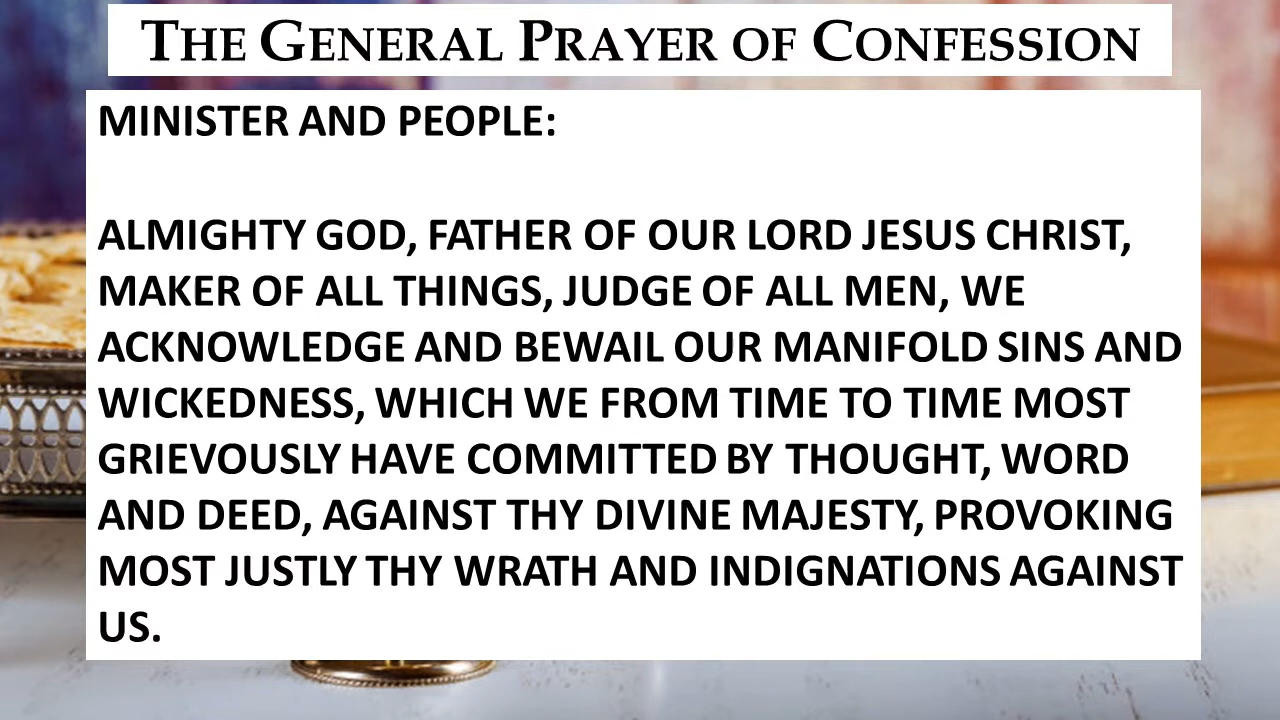 THE GENERAL PRAYER OF CONFESSION
MINISTER AND PEOPLE:
ALMIGHTY GOD, FATHER OF OUR LORD JESUS CHRIST,
MAKER OF ALL THINGS, JUDGE OF ALL MEN, WE
ACKNOWLEDGE AND BEWAIL OUR MANIFOLD SINS AND
WICKEDNESS, WHICH WE FROM TIME TO TIME MOST
GRIEVOUSLY HAVE COMMITTED BY THOUGHT, WORD
AND DEED, AGAINST THY DIVINE MAJESTY, PROVOKING
MOST JUSTLY THY WRATH AND INDIGNATIONS AGAINST
US.